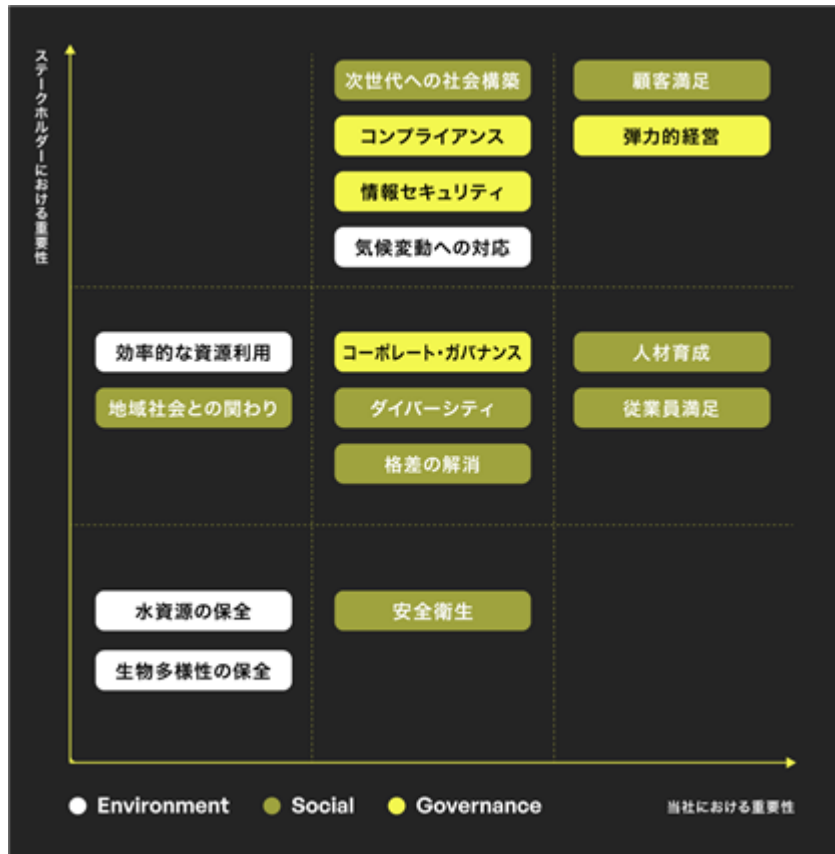 ステークホルダーにおける重要性
次世代への社会構築
顧客満足
コンプライアンス
弾力的経営
情報セキュリティ
気候変動への対応
効率的な資源利用
コーポレート・ガバナンス
人材育成
地域社会との関わり
ダイバーシティ
従業員満足
格差の解消
水資源の保全
安全衛生
生物多様性の保全
Environment
Social
Governance
当社における重要性